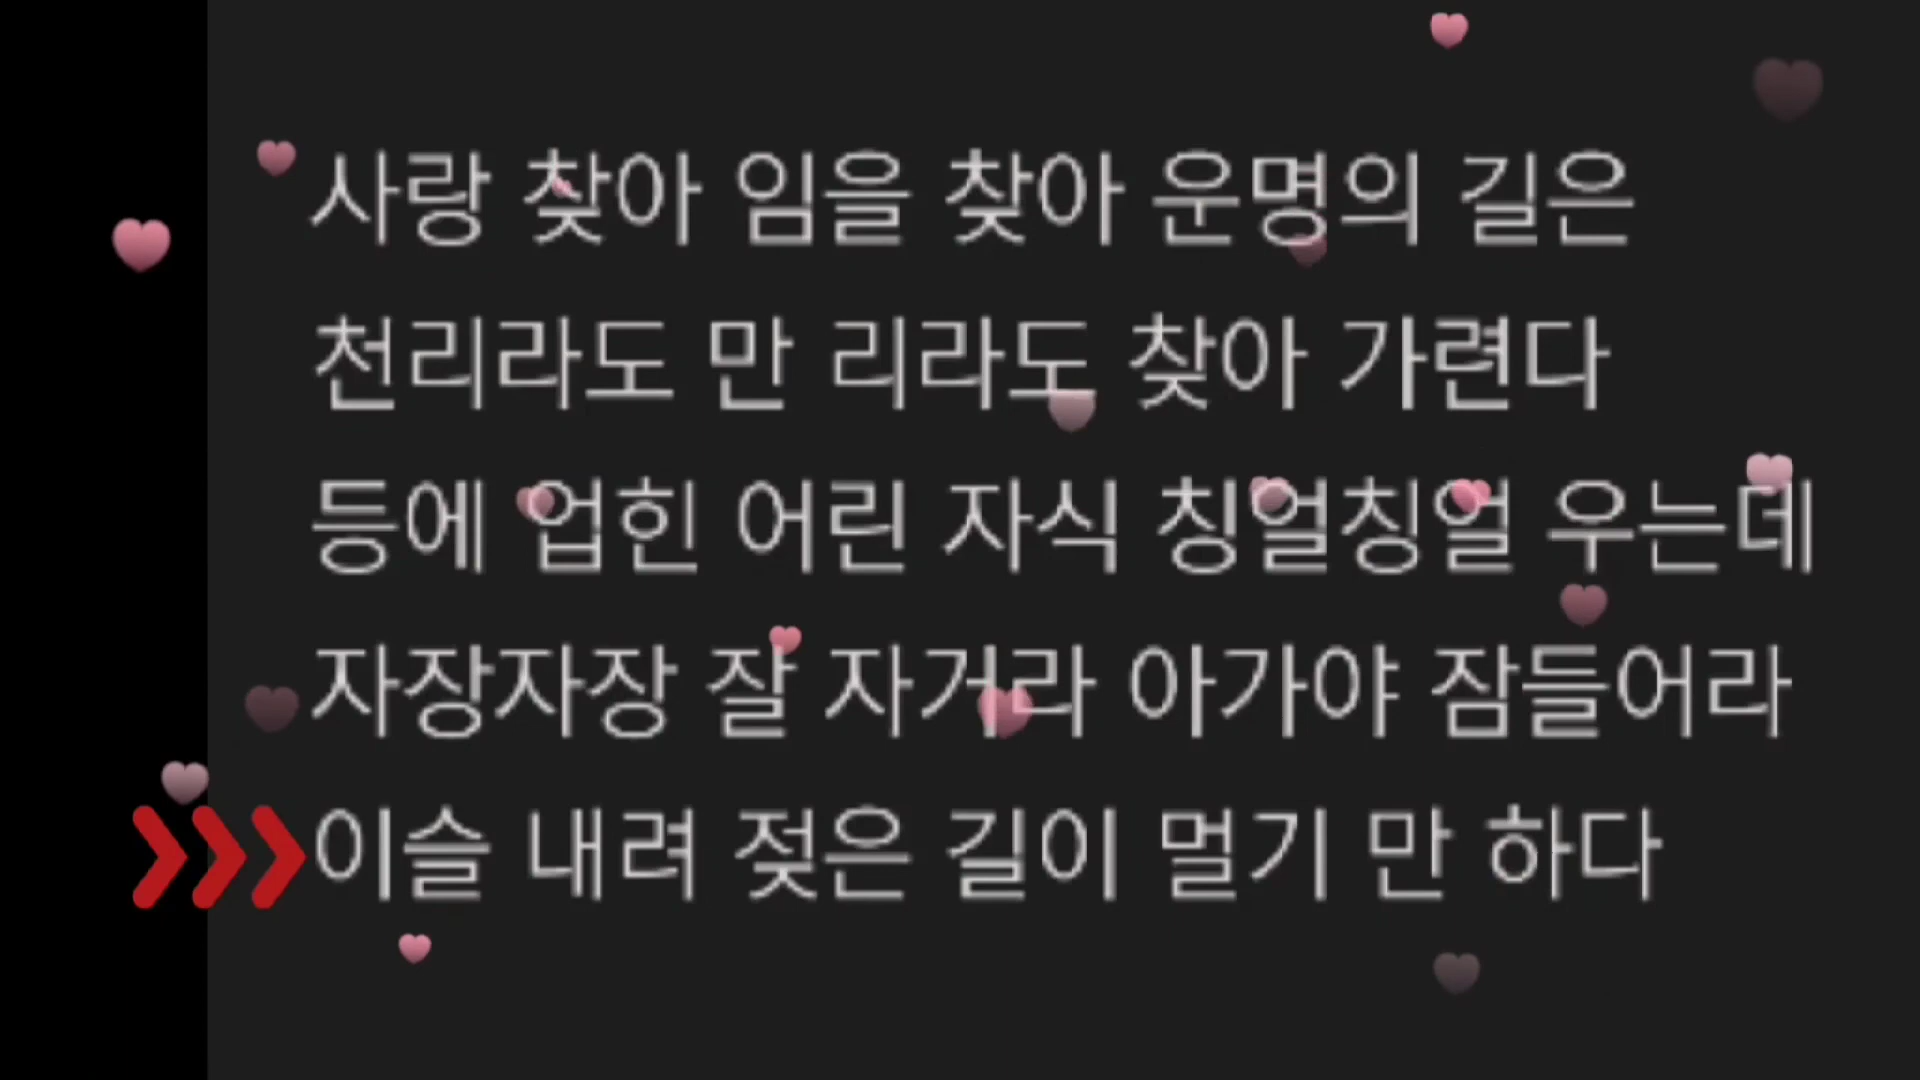 사랑 찾아 임을 찾아 운명의 길은
천리라도 만 리라도 찾아 가련다
등에 업힌 어린 자식 칭얼칭얼 우는데
자장자장 잘 자거라 아가야 잠들어라
이슬 내려 젖은 길이 멀기 만 하다